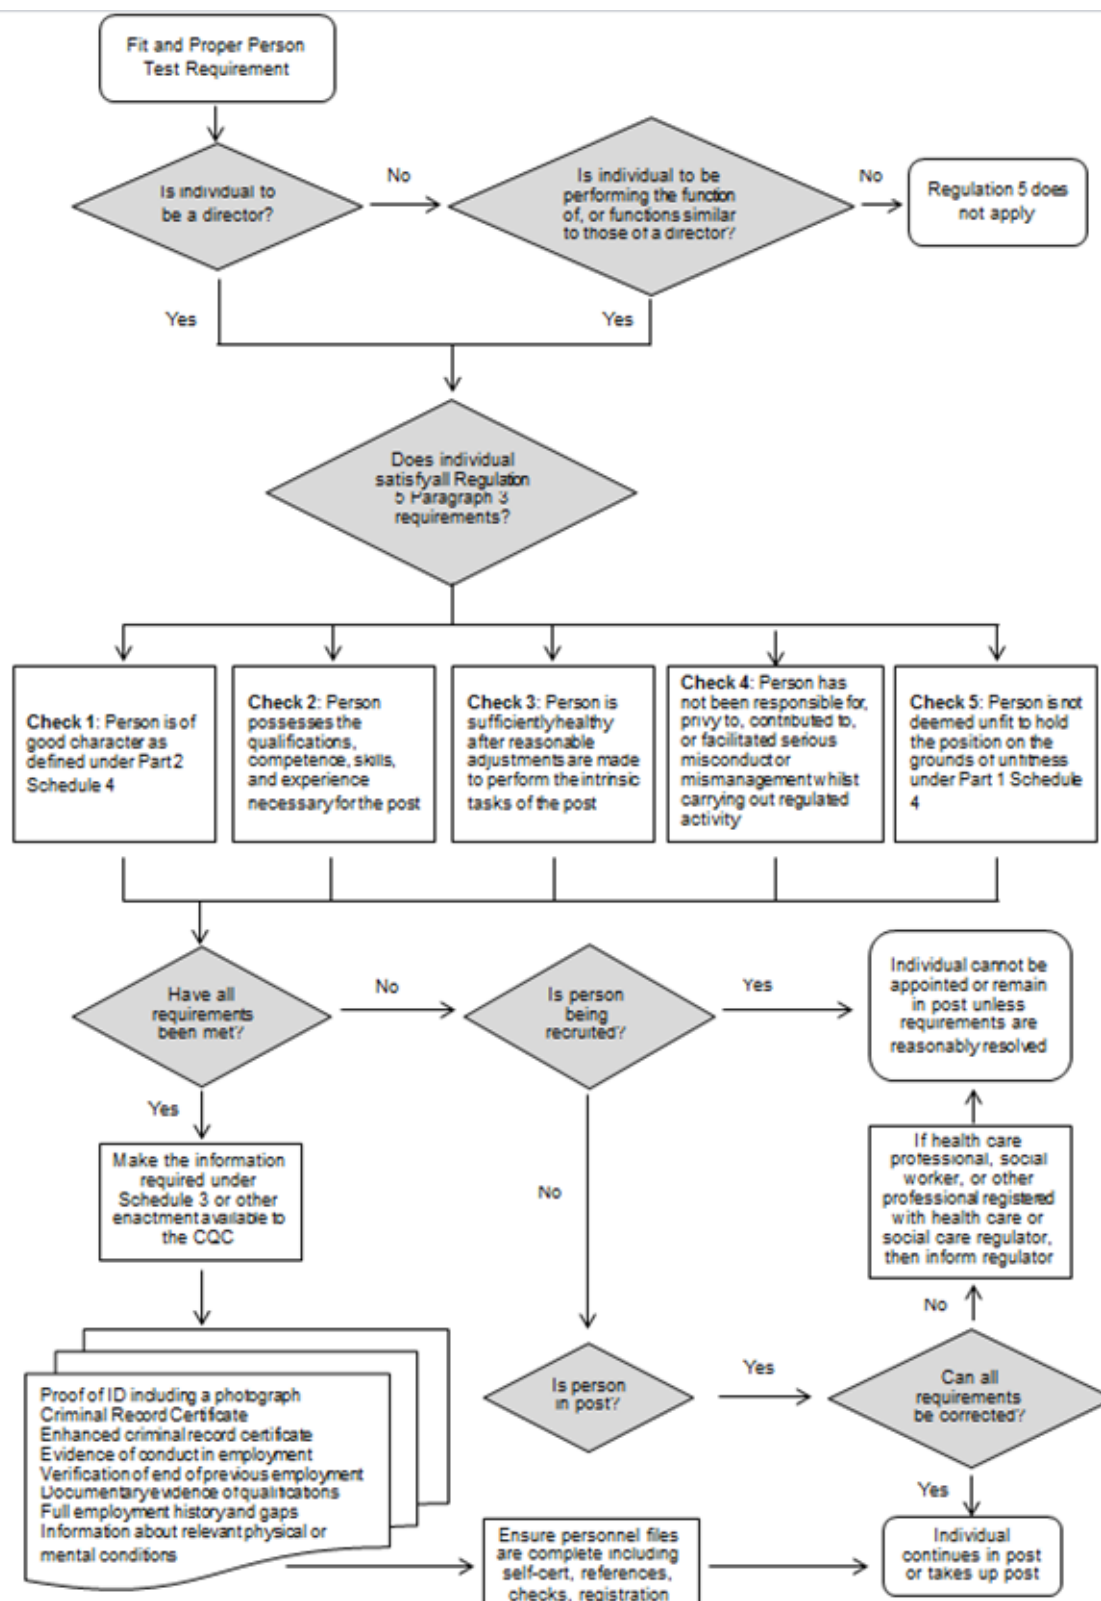 Fit and Proper Person
Test Requirement
Is individual to
be a director?
No
Is individual to be
performing the function
of, or functions similar
to those of a director?
No
Regulation 5 does
not apply
Yes
Yes
Does individual
satisfy all Regulation
5 Paragraph 3
requirements?
Check 1: Person is of
good character as
defined under Part 2
Schedule 4
Check 2: Person
possesses the
qualifications,
competence, skills,
and experience
necessary for the post
Check 3: Person is
sufficiently healthy
after reasonable
adjustments are made
to perform the intrinsic
tasks of the post
Check 4: Person has
not been responsible for,
privy to, contributed to,
or facilitated serious
misconduct or
mismanagement whilst
carrying out regulated
activity
Check 5: Person is not
deemed unfit to hold
the position on the
grounds of unfitness
under Part 1 Schedule
4
Have all
requirements
been met?
No
Is person
being
recruited?
Yes
Individual cannot be
appointed or remain
in post unless
requirements are
reasonably resolved
Yes
Make the information
required under
Schedule 3 or other
enactment available to
the CQC
No
If health care
professional, social
worker, or other
professional registered
with health care or
social care regulator,
then inform regulator
No
Proof of ID including a photograph
Criminal Record Certificate
Enhanced criminal record certificate
Evidence of conduct in employment
Verification of end of previous employment
Documentary evidence of qualifications
Full employment history and gaps
Information about relevant physical or
mental conditions
Is person
in post?
Yes
Can all
requirements
be corrected?
Yes
Ensure personnel files
are complete including
self-cert, references,
checks, registration
Individual
continues in post
or takes up post